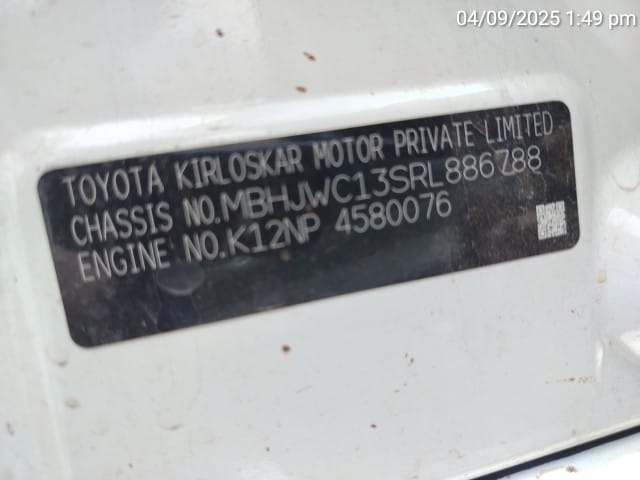 04/09/2025 1:49 pm
TOYOTA KIRLOSKAR MOTOR PRIVATE LIMITED
CHASSIS NO.MBHJWC13SRL886788
ENGINE NO.K12NP 4580076